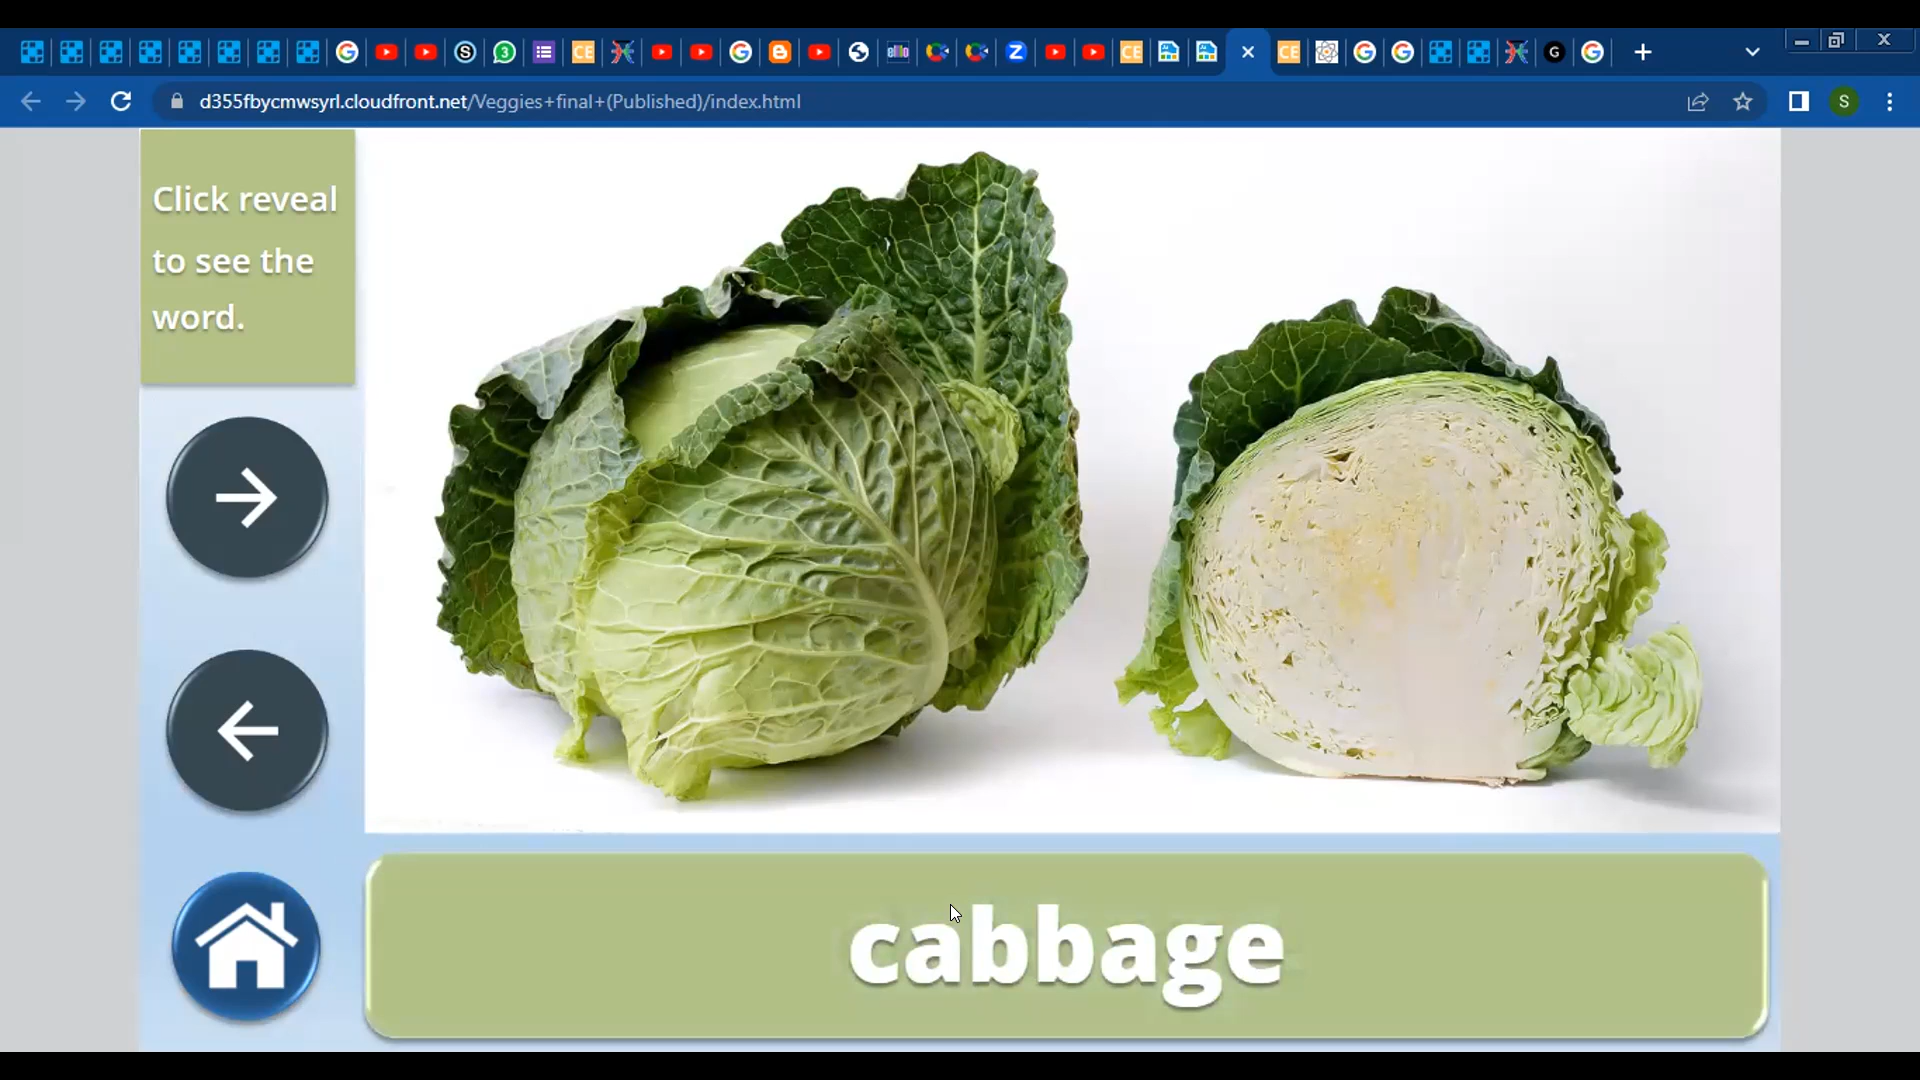 d355fbycmwsyrl.cloudfront.net/Veggies+final+(Published)/index.html
S
Click reveal
to see the
word.
cabbage